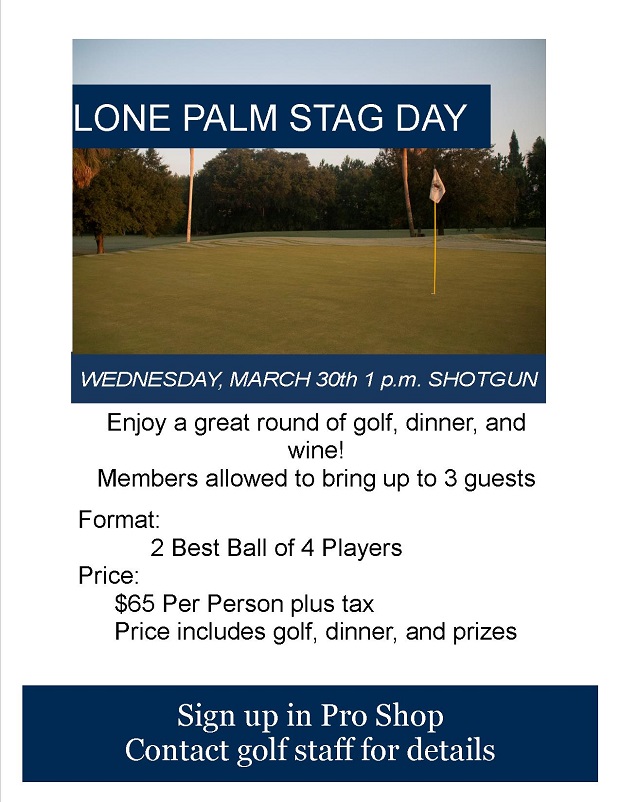 LONE PALM STAG DAY
WEDNESDAY, MARCH 30th 1 p.m. SHOTGUN
Enjoy a great round of golf, dinner, and
wine!
Members allowed to bring up to 3 guests
Format:
2 Best Ball of 4 Players
Price:
$65 Per Person plus tax
Price includes golf, dinner, and prizes
Sign up in Pro Shop
Contact golf staff for details